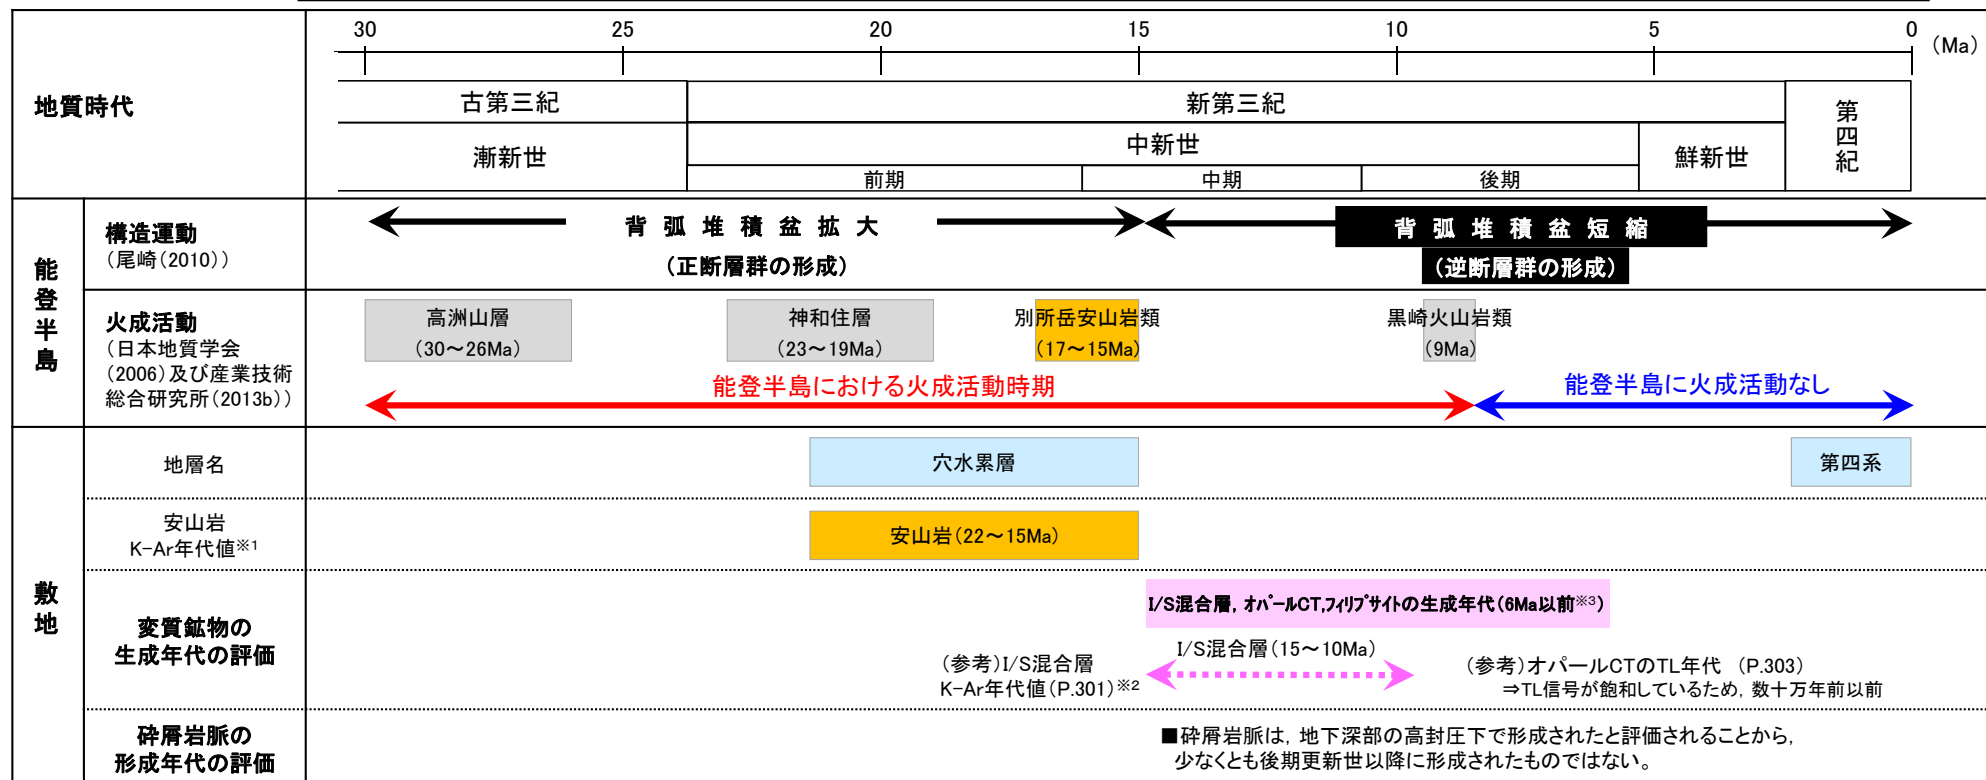 30 25 20 15 10 5 0 (Ma)
地質時代
古第三紀 新第三紀 第四紀
漸新世 中新世 鮮新世
前期 中期 後期
能登半島
構造運動
(尾崎(2010))
背弧堆積盆拡大
(正断層群の形成)
背弧堆積盆短縮
(逆断層群の形成)
火成活動
(日本地質学会
(2006)及び産業技術
総合研究所(2013b))
高洲山層
(30～26Ma)
神和住層
(23～19Ma)
別所岳安山岩類
(17～15Ma)
黒崎火山岩類
(9Ma)
能登半島における火成活動時期
能登半島に火成活動なし
敷地
地層名
穴水累層
第四系
安山岩
K-Ar年代値※1
安山岩(22～15Ma)
変質鉱物の
生成年代の評価
I/S混合層, オパールCT,フィリプサイトの生成年代(6Ma以前※3)
(参考)I/S混合層
K-Ar年代値(P.301)※2
I/S混合層(15～10Ma)
(参考)オパールCTのTL年代 (P.303)
⇒TL信号が飽和しているため, 数十万年前以前
砕屑岩脈の
形成年代の評価
■砕屑岩脈は, 地下深部の高封圧下で形成されたと評価されることから,
少なくとも後期更新世以降に形成されたものではない。